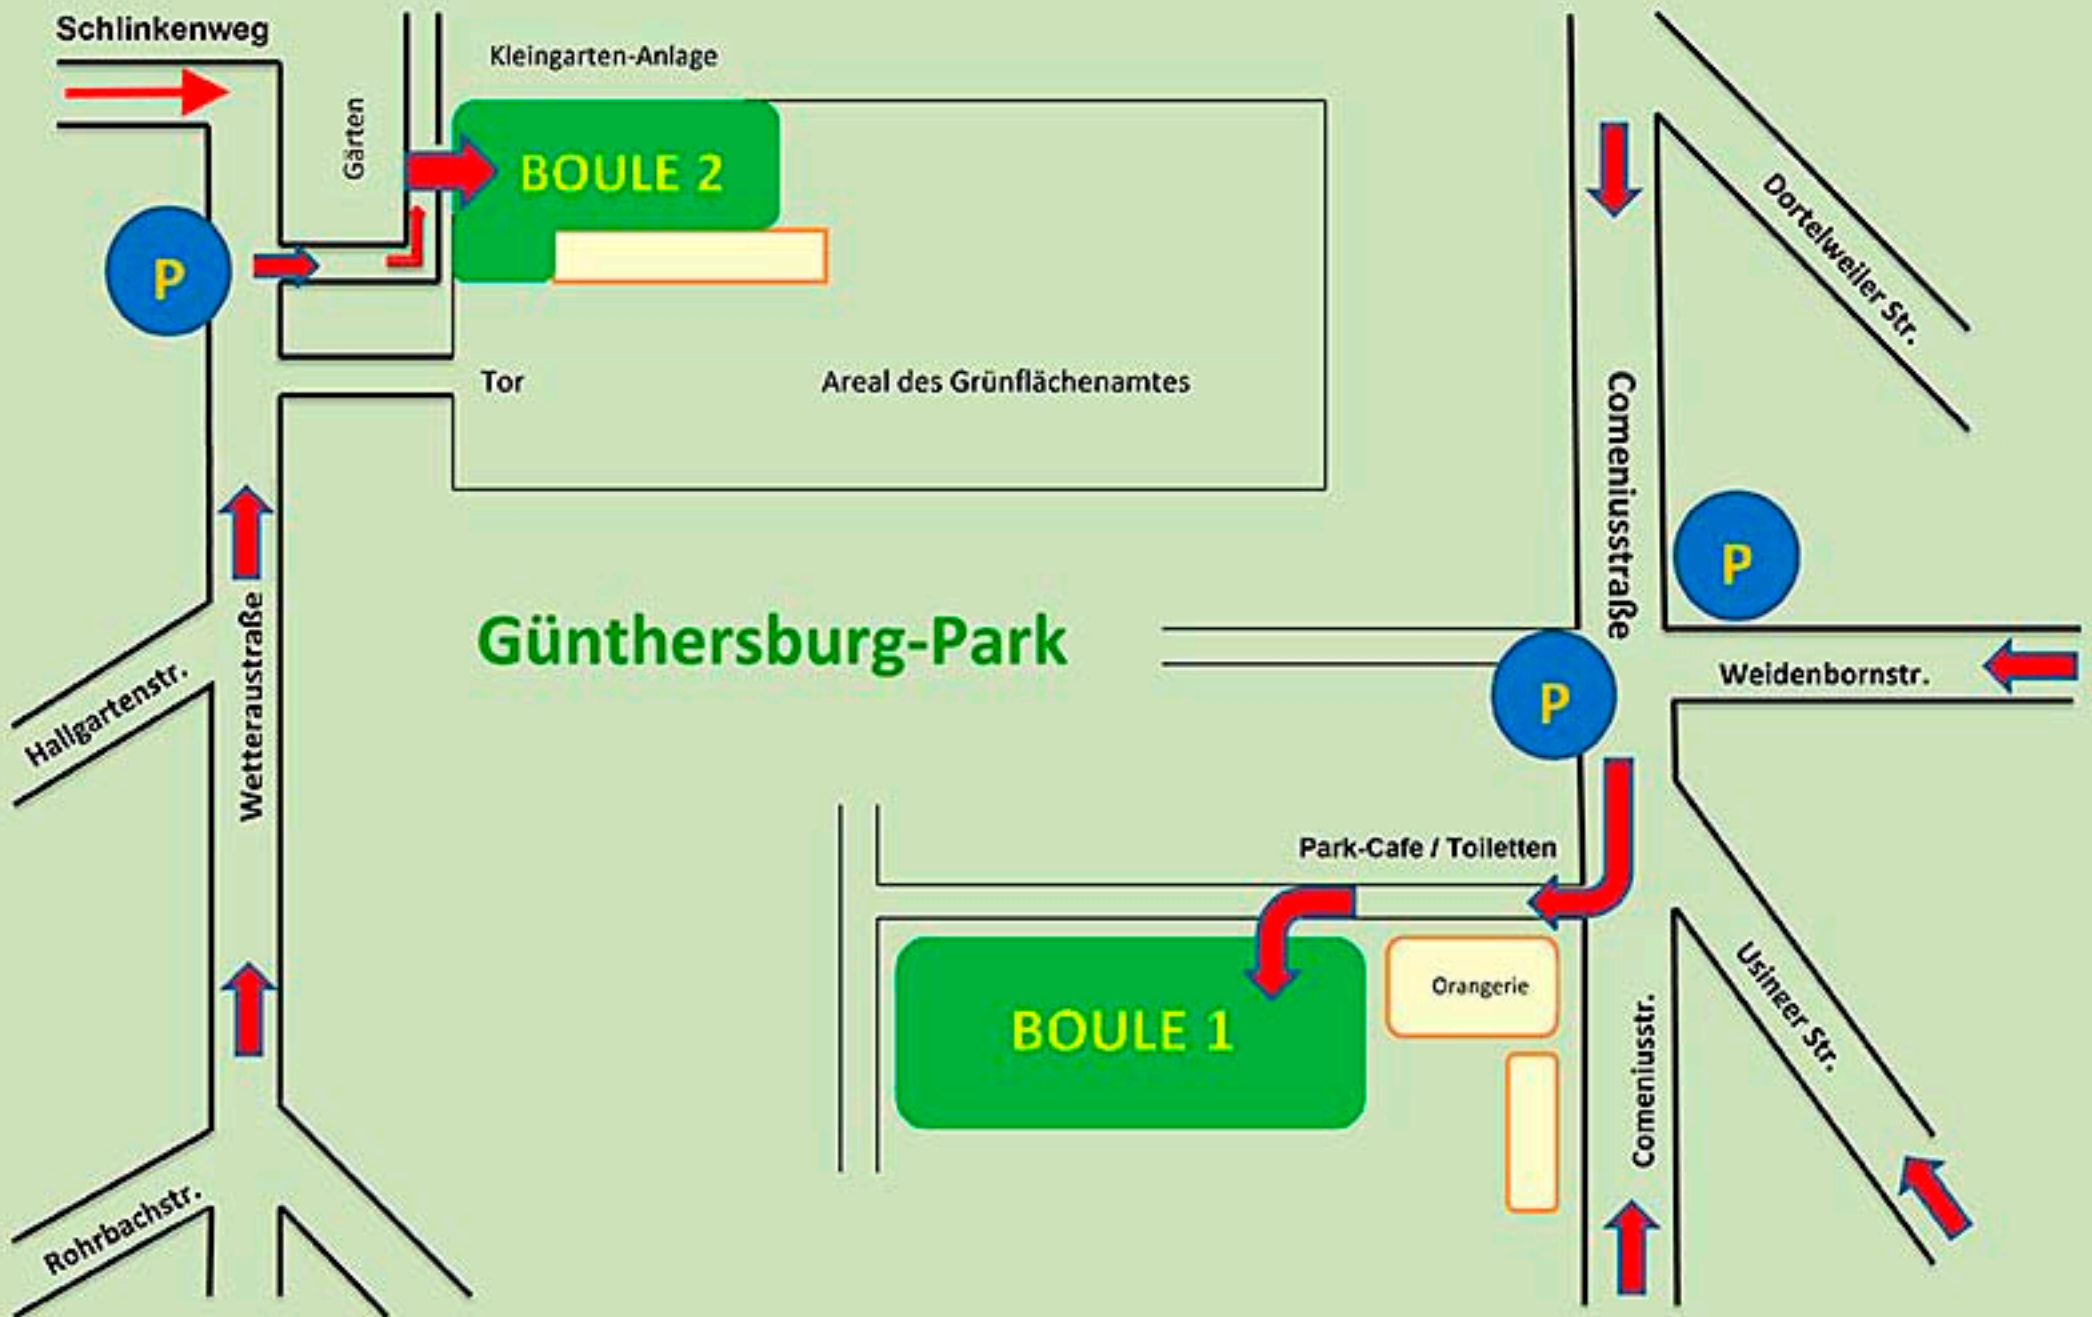 Schlinkenweg
Kleingarten-Anlage
Gärten
BOULE 2
P
Dortelweiler Str.
Tor
Areal des Grünflächenamtes
Comeniusstraße
P
Günthersburg-Park
Weidenbornstr.
P
Hallgartenstr.
Wetteraustraße
Park-Cafe / Toiletten
Orangerie
BOULE 1
Usinger Str.
Comeniusstr.
Rohrbachstr.